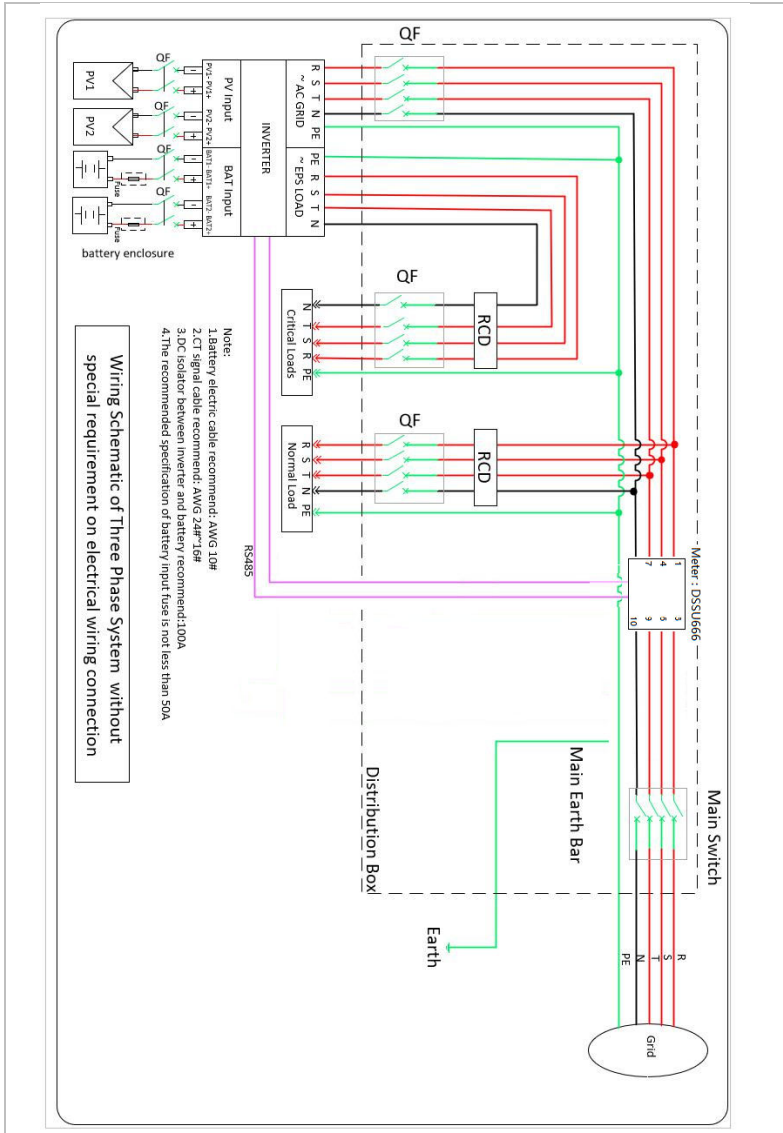 QF
PV1
QF
PV2
QF
Fuse
QF
Fuse
battery enclosure
PV1- PV1+
PV2- PV2+
BAT1- BAT1+
BAT2- BAT2+
- + - + - + - +
PV Input
BAT Input
INVERTER
~ AC GRID
~ EPS LOAD
R
S
T
N
PE
PE
R
S
T
N
QF
QF
RCD
N
T
S
R
PE
Critical Loads
QF
RCD
R
S
T
N
PE
Normal Load
RS485
Meter : DSSU666
1
4
7
3
6
9
10
Main Switch
Main Earth Bar
Distribution Box
Earth
R
S
T
N
PE
Grid
Note:
1.Battery electric cable recommend: AWG 10#
2.CT signal cable recommend: AWG 24#~16#
3.DC isolator between inverter and battery recommend:100A
4.The recommended specification of battery input fuse is not less than 50A
Wiring Schematic of Three Phase System without
special requirement on electrical wiring connection